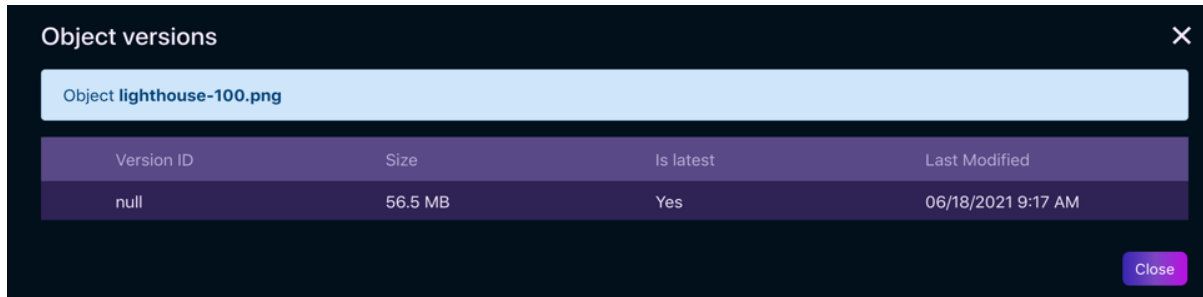 Object versions
Object lighthouse-100.png
Version ID Size Is latest Last Modified
null 56.5 MB Yes 06/18/2021 9:17 AM
Close